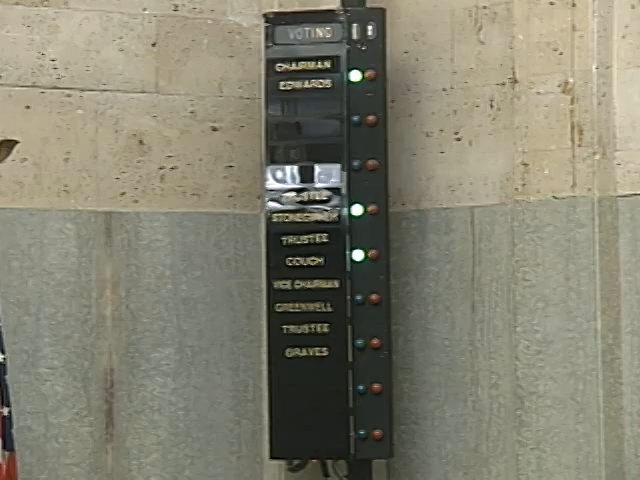 VOTING
CHAIRMAN
EDWARDS
TRUSTEE
COUCH
VICE CHAIRMAN
GREENWELL
TRUSTEE
GRAVES